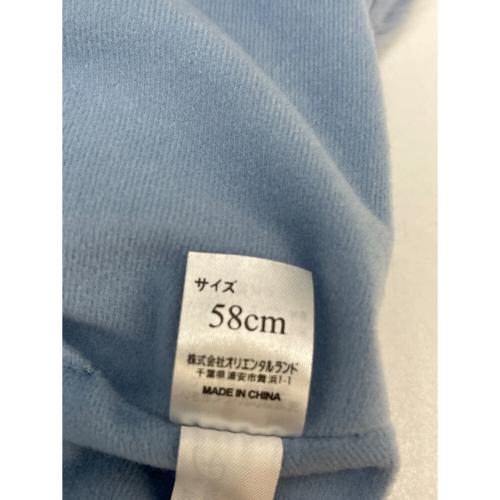 サイズ
58cm
株式会社オリエンタルランド
千葉県浦安市舞浜1-1
MADE IN CHINA